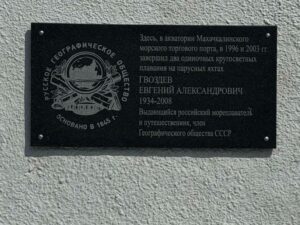 РУССКОЕ ГЕОГРАФИЧЕСКОЕ ОБЩЕСТВО
ОСНОВАНО В 1845 г.
Здесь, в акватории Махачкалинского
морского торгового порта, в 1996 и 2003 гг.
завершил два одиночных кругосветных
плавания на парусных яхтах
ГВОЗДЕВ
ЕВГЕНИЙ АЛЕКСАНДРОВИЧ
1934-2008
Выдающийся российский мореплаватель
и путешественник, член
Географического общества СССР